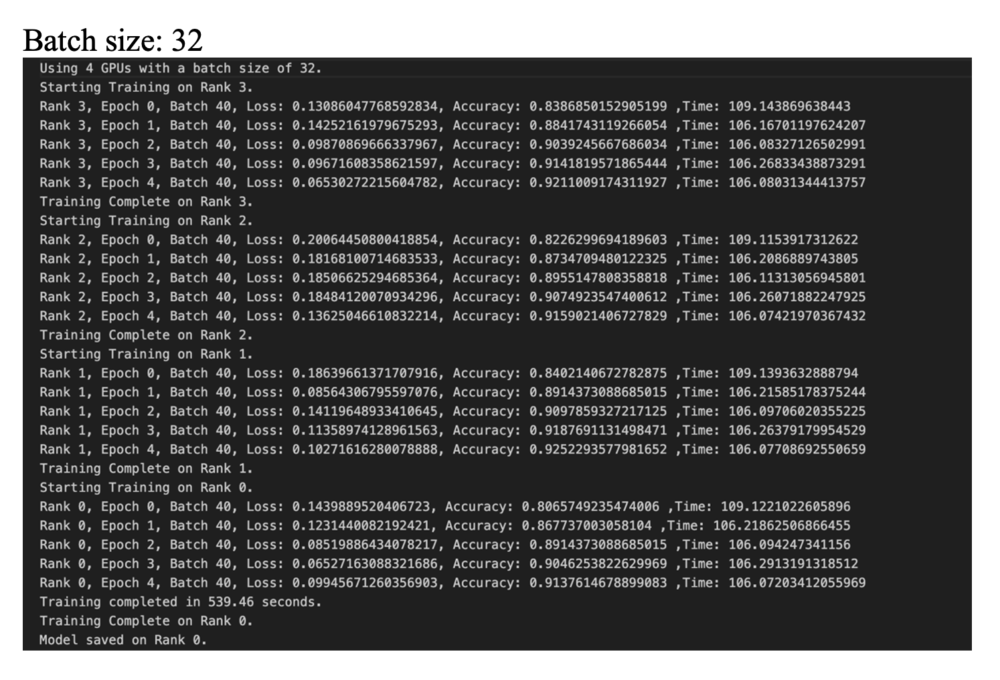 Batch size: 32
Using 4 GPUs with a batch size of 32.
Starting Training on Rank 3.
Rank 3, Epoch 0, Batch 40, Loss: 0.13086047768592834, Accuracy: 0.8386850152905199 ,Time: 109.143869638443
Rank 3, Epoch 1, Batch 40, Loss: 0.14252161979675293, Accuracy: 0.8841743119266054 ,Time: 106.16701197624207
Rank 3, Epoch 2, Batch 40, Loss: 0.09870869666337967, Accuracy: 0.9039245667686034 ,Time: 106.08327126502991
Rank 3, Epoch 3, Batch 40, Loss: 0.09671608358621597, Accuracy: 0.9141819571865444 ,Time: 106.26833438873291
Rank 3, Epoch 4, Batch 40, Loss: 0.06530272215604782, Accuracy: 0.9211009174311927 ,Time: 106.08031344413757
Training Complete on Rank 3.
Starting Training on Rank 2.
Rank 2, Epoch 0, Batch 40, Loss: 0.20064450800418854, Accuracy: 0.8226299694189603 ,Time: 109.1153917312622
Rank 2, Epoch 1, Batch 40, Loss: 0.18168100714683533, Accuracy: 0.8734709480122325 ,Time: 106.2086889743805
Rank 2, Epoch 2, Batch 40, Loss: 0.18506625294685364, Accuracy: 0.8955147808358818 ,Time: 106.11313056945801
Rank 2, Epoch 3, Batch 40, Loss: 0.18484120070934296, Accuracy: 0.9074923547400612 ,Time: 106.26071882247925
Rank 2, Epoch 4, Batch 40, Loss: 0.13625046610832214, Accuracy: 0.9159021406727829 ,Time: 106.07421970367432
Training Complete on Rank 2.
Starting Training on Rank 1.
Rank 1, Epoch 0, Batch 40, Loss: 0.18639661371707916, Accuracy: 0.8402140672782875 ,Time: 109.1393632888794
Rank 1, Epoch 1, Batch 40, Loss: 0.08564306795597076, Accuracy: 0.8914373088685015 ,Time: 106.21585178375244
Rank 1, Epoch 2, Batch 40, Loss: 0.14119648933410645, Accuracy: 0.9097859327217125 ,Time: 106.09706020355225
Rank 1, Epoch 3, Batch 40, Loss: 0.11358974128961563, Accuracy: 0.9187691131498471 ,Time: 106.26379179954529
Rank 1, Epoch 4, Batch 40, Loss: 0.10271616280078888, Accuracy: 0.9252293577981652 ,Time: 106.07708692550659
Training Complete on Rank 1.
Starting Training on Rank 0.
Rank 0, Epoch 0, Batch 40, Loss: 0.1439889520406723, Accuracy: 0.8065749235474006 ,Time: 109.1221022605896
Rank 0, Epoch 1, Batch 40, Loss: 0.1231440082192421, Accuracy: 0.867737003058104 ,Time: 106.21862506866455
Rank 0, Epoch 2, Batch 40, Loss: 0.08519886434078217, Accuracy: 0.8914373088685015 ,Time: 106.094247341156
Rank 0, Epoch 3, Batch 40, Loss: 0.06527163088321686, Accuracy: 0.9046253822629969 ,Time: 106.2913191318512
Rank 0, Epoch 4, Batch 40, Loss: 0.09945671260356903, Accuracy: 0.9137614678899083 ,Time: 106.07203412055969
Training completed in 539.46 seconds.
Training Complete on Rank 0.
Model saved on Rank 0.